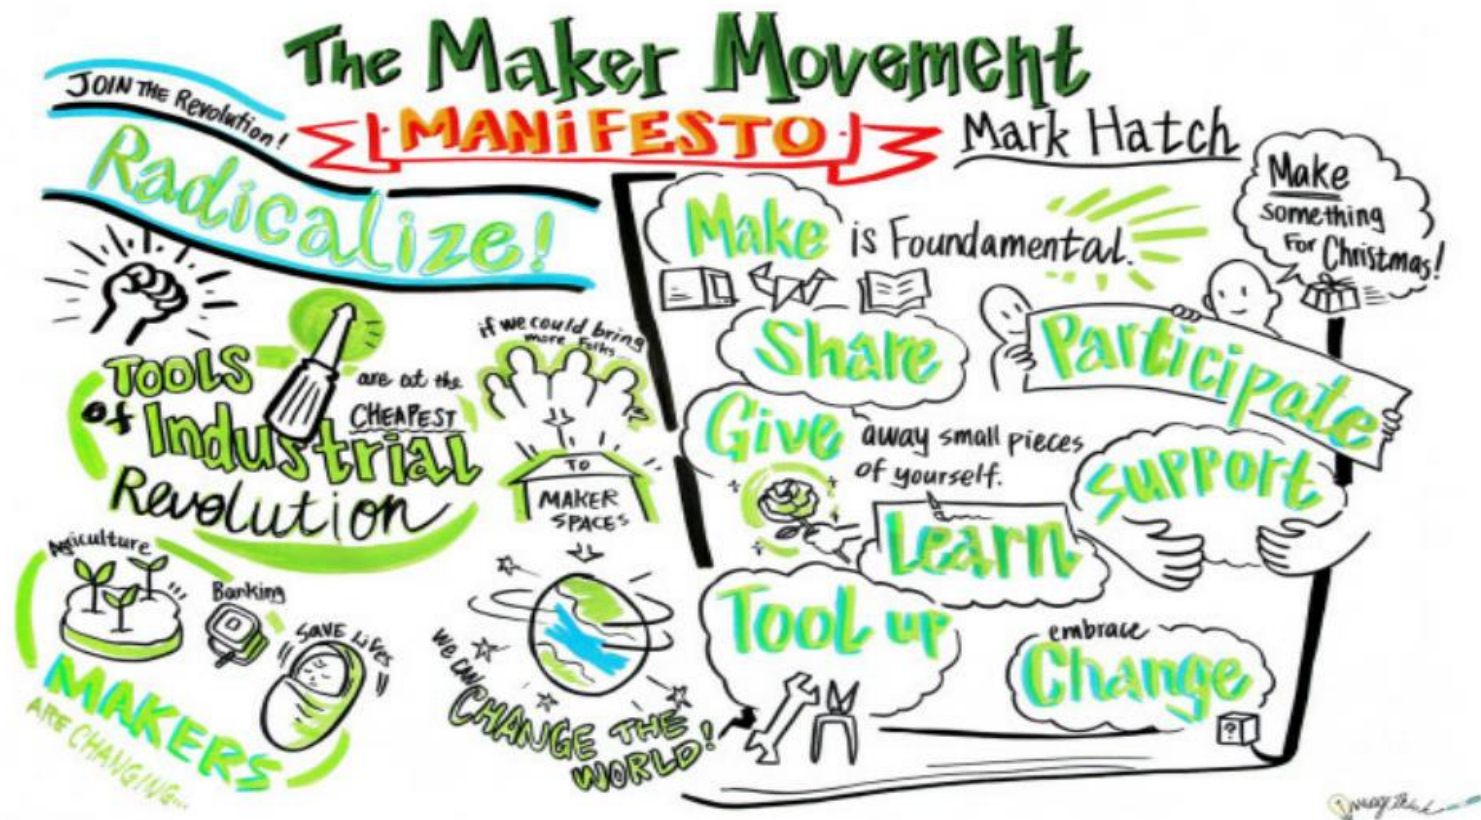 The Maker Movement
MANiFESTO
Mark Hatch
JOIN THE Revolution!
Radicalize!
TOOLS
of Industrial
Revolution
are at the
CHEAPEST
if we could bring
more Folks...
TO
MAKER
SPACES
WE CAN
CHANGE THE
WORLD!
Agriculture
Banking
SAVE LiVes
MAKERS
ARE CHANGING...
Make is Foundamental.
Make
something
For Christmas!
Share
Participate
Give away small pieces
of yourself.
Support
Learn
Tool up
embrace
Change
?